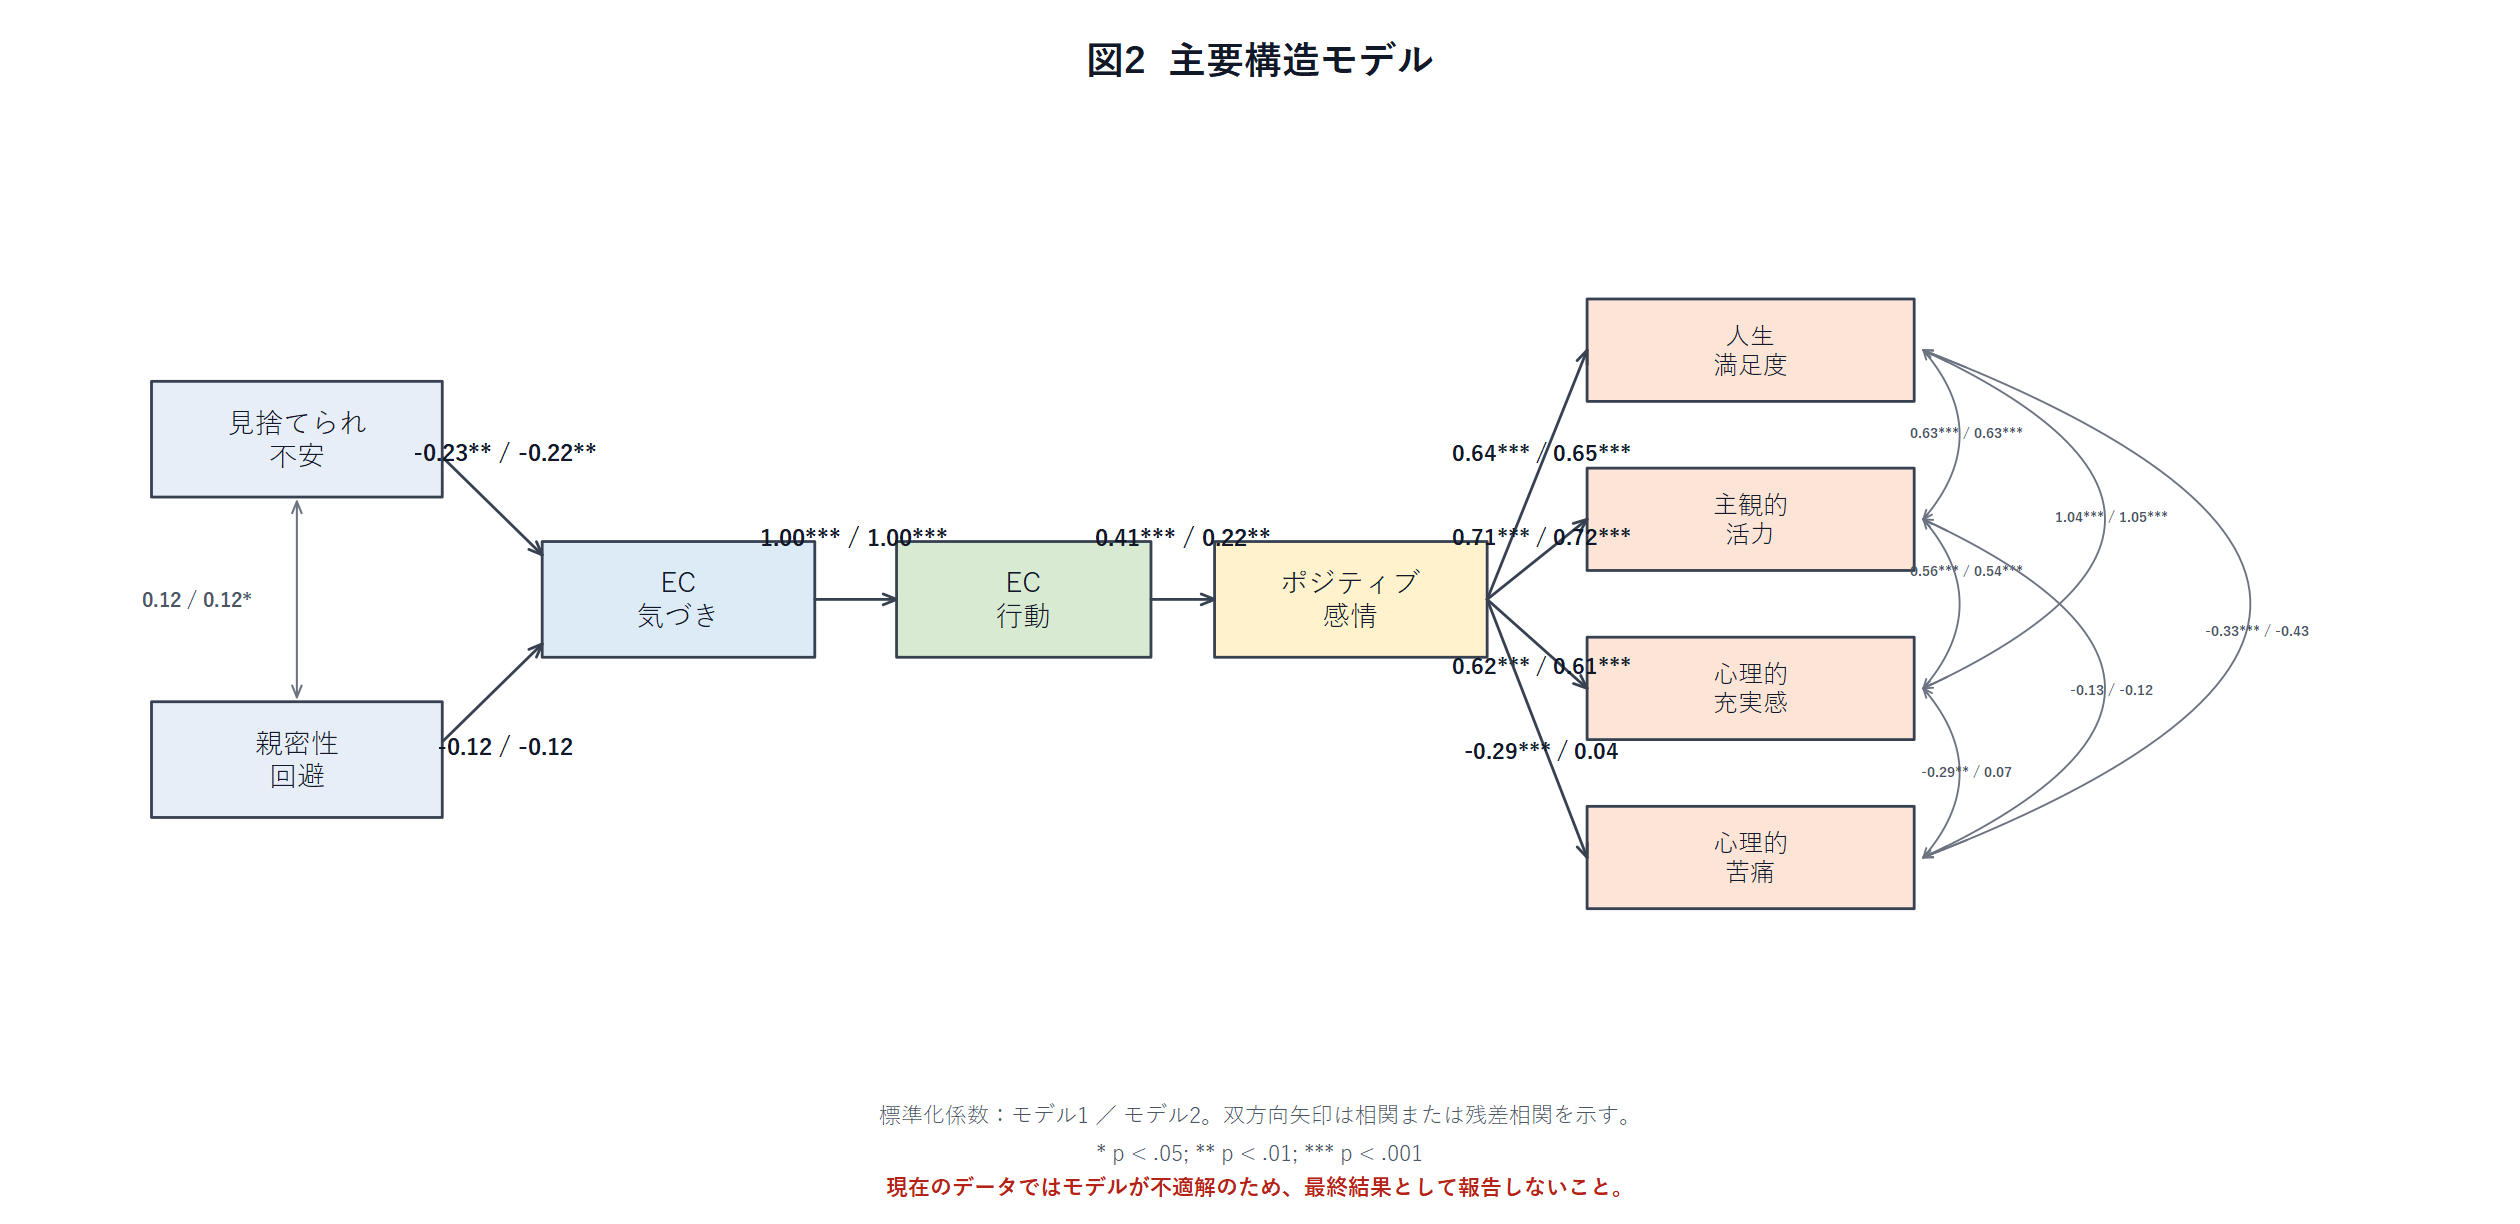 図2 主要構造モデル
見捨てられ
不安
-0.23** / -0.22**
0.12 / 0.12*
親密性
回避
-0.12 / -0.12
EC
気づき
1.00*** / 1.00***
EC
行動
0.41*** / 0.22**
ポジティブ
感情
0.64*** / 0.65***
0.71*** / 0.72***
0.62*** / 0.61***
-0.29*** / 0.04
人生
満足度
主観的
活力
心理的
充実感
心理的
苦痛
0.63*** / 0.63***
1.04*** / 1.05***
0.56*** / 0.54***
-0.33*** / -0.43
-0.13 / -0.12
-0.29** / 0.07
標準化係数：モデル1 ／ モデル2。双方向矢印は相関または残差相関を示す。
* p < .05; ** p < .01; *** p < .001
現在のデータではモデルが不適解のため、最終結果として報告しないこと。